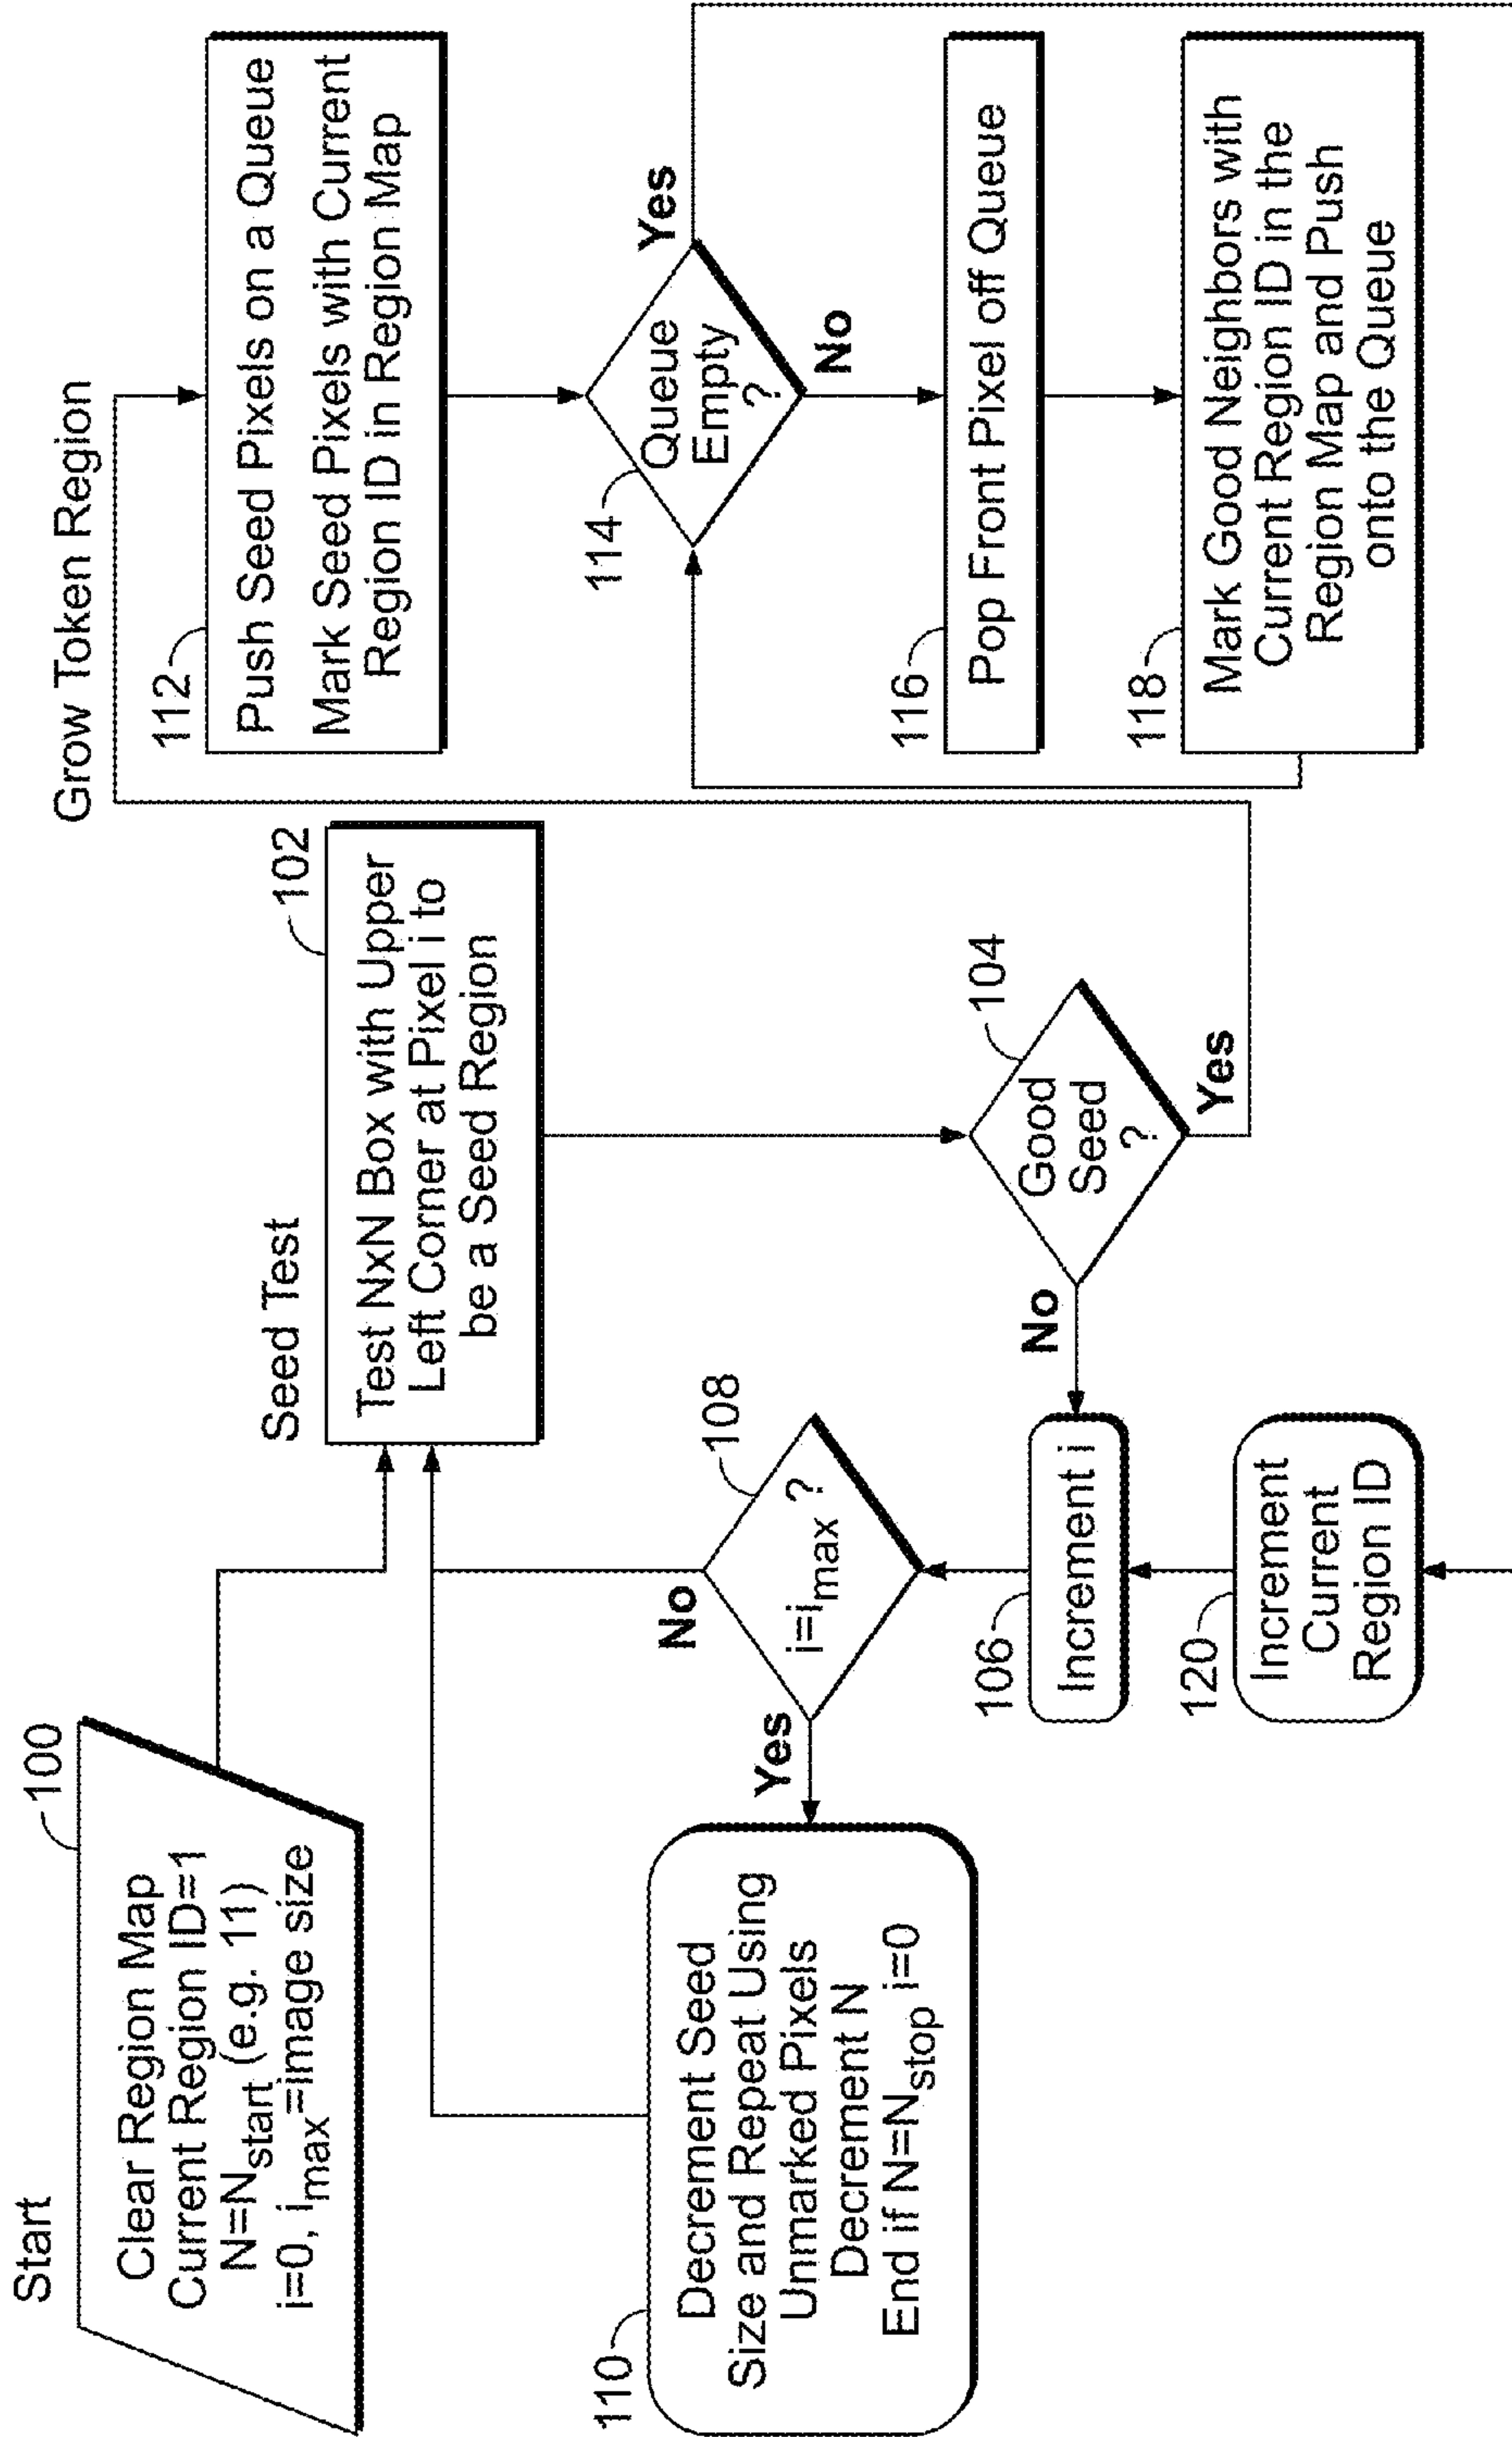 Start
100
Clear Region Map
Current Region ID=1
N=Nstart (e.g. 11)
i=0, imax=image size
Seed Test
102
Test NxN Box with Upper
Left Corner at Pixel i to
be a Seed Region
104
Good
Seed
?
Yes
No
106
Increment i
108
i=imax ?
No
Yes
110
Decrement Seed
Size and Repeat Using
Unmarked Pixels
Decrement N
End if N=Nstop i=0
Grow Token Region
112
Push Seed Pixels on a Queue
Mark Seed Pixels with Current
Region ID in Region Map
114
Queue
Empty
?
Yes
No
116
Pop Front Pixel off Queue
118
Mark Good Neighbors with
Current Region ID in the
Region Map and Push
onto the Queue
120
Increment
Current
Region ID